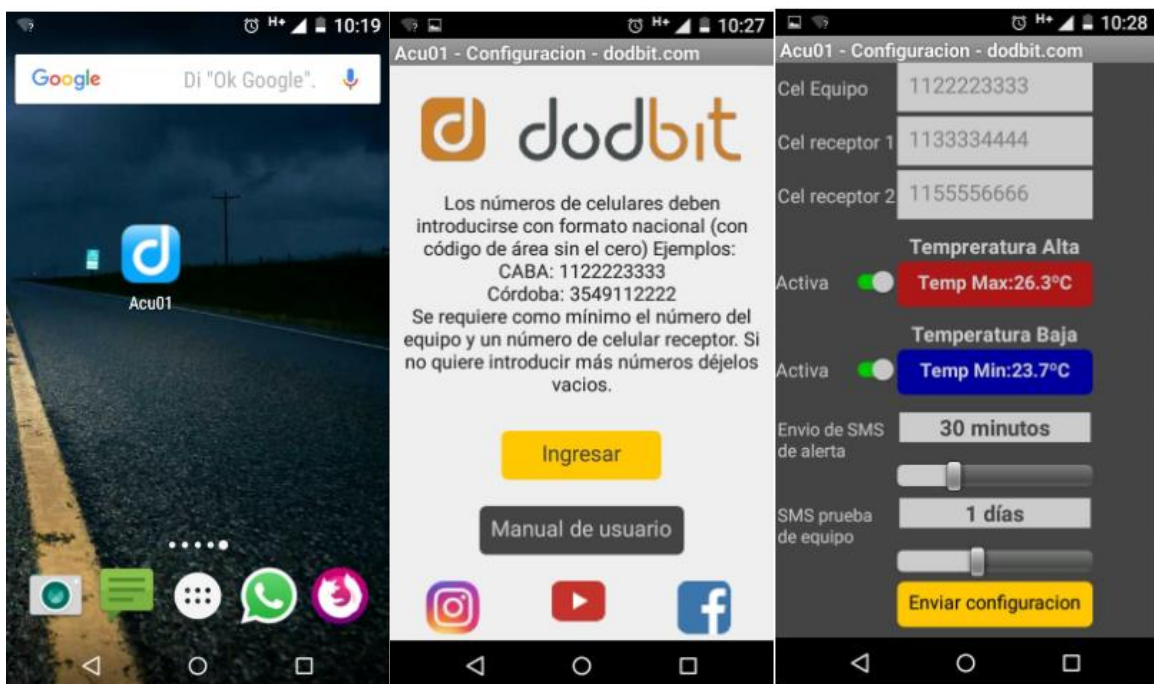 H+ 10:19
Google Di "Ok Google".
Acu01
H+ 10:27
Acu01 - Configuracion - dodbit.com
dodbit
Los números de celulares deben
introducirse con formato nacional (con
código de área sin el cero) Ejemplos:
CABA: 1122223333
Córdoba: 3549112222
Se requiere como mínimo el número del
equipo y un número de celular receptor. Si
no quiere introducir más números déjelos
vacios.
Ingresar
Manual de usuario
H+ 10:28
Acu01 - Configuracion - dodbit.com
Cel Equipo 1122223333
Cel receptor 1 1133334444
Cel receptor 2 1155556666
Tempreratura Alta
Activa Temp Max:26.3ºC
Temperatura Baja
Activa Temp Min:23.7ºC
Envio de SMS 30 minutos
de alerta
SMS prueba 1 días
de equipo
Enviar configuracion